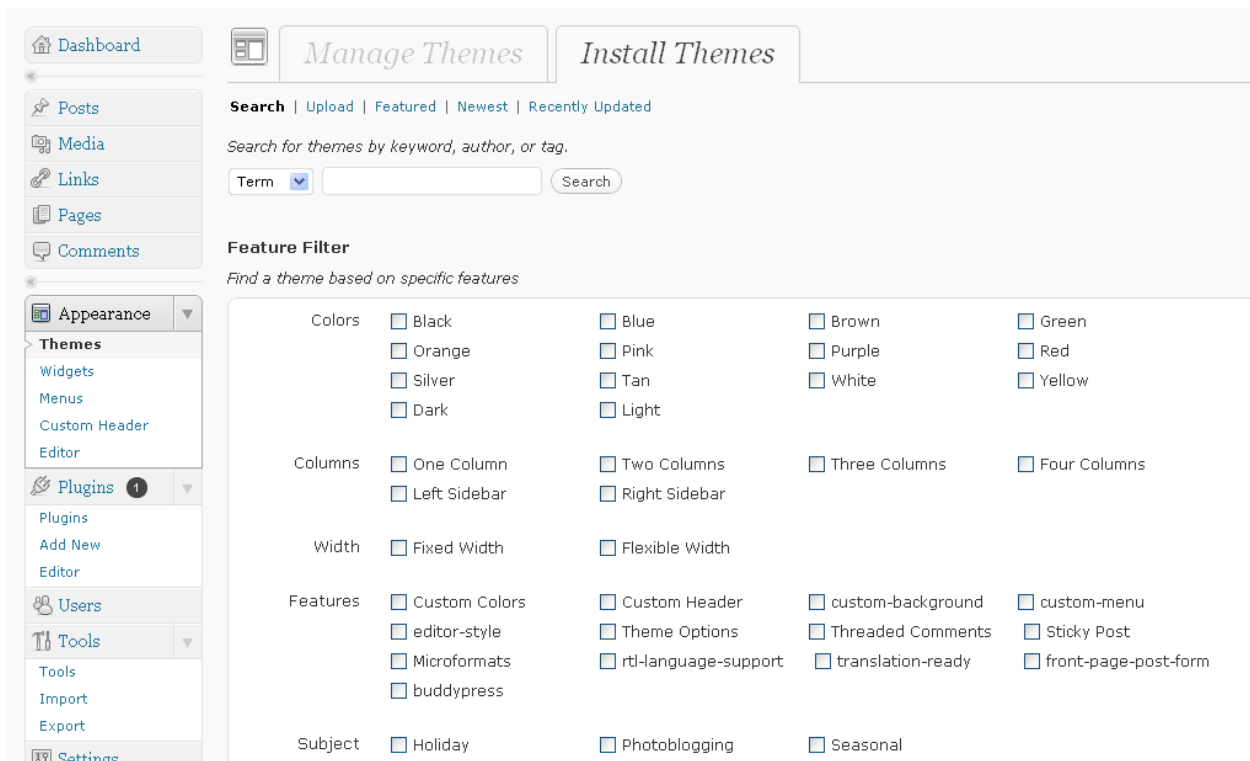 Dashboard
Posts
Media
Links
Pages
Comments
Appearance
Themes
Widgets
Menus
Custom Header
Editor
Plugins 1
Plugins
Add New
Editor
Users
Tools
Tools
Import
Export
Settings
Manage Themes Install Themes
Search | Upload | Featured | Newest | Recently Updated
Search for themes by keyword, author, or tag.
Term Search
Feature Filter
Find a theme based on specific features
Colors Black Blue Brown Green
Orange Pink Purple Red
Silver Tan White Yellow
Dark Light
Columns One Column Two Columns Three Columns Four Columns
Left Sidebar Right Sidebar
Width Fixed Width Flexible Width
Features Custom Colors Custom Header custom-background custom-menu
editor-style Theme Options Threaded Comments Sticky Post
Microformats rtl-language-support translation-ready front-page-post-form
buddypress
Subject Holiday Photoblogging Seasonal